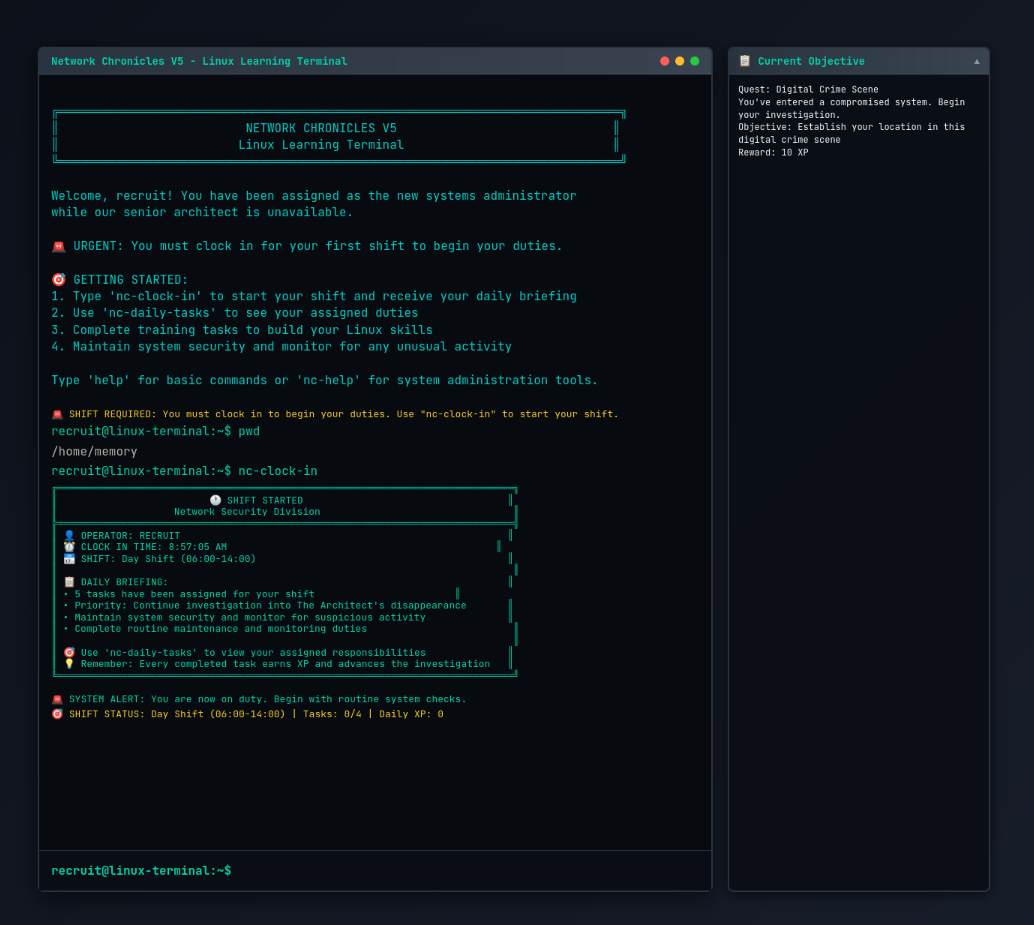 Network Chronicles V5 - Linux Learning Terminal
NETWORK CHRONICLES V5
Linux Learning Terminal
Welcome, recruit! You have been assigned as the new systems administrator
while our senior architect is unavailable.
🚨 URGENT: You must clock in for your first shift to begin your duties.
🎯 GETTING STARTED:
1. Type 'nc-clock-in' to start your shift and receive your daily briefing
2. Use 'nc-daily-tasks' to see your assigned duties
3. Complete training tasks to build your Linux skills
4. Maintain system security and monitor for any unusual activity
Type 'help' for basic commands or 'nc-help' for system administration tools.
🚨 SHIFT REQUIRED: You must clock in to begin your duties. Use "nc-clock-in" to start your shift.
recruit@linux-terminal:~$ pwd
/home/memory
recruit@linux-terminal:~$ nc-clock-in
🕐 SHIFT STARTED
Network Security Division
👤 OPERATOR: RECRUIT
⏰ CLOCK IN TIME: 8:57:05 AM
📅 SHIFT: Day Shift (06:00-14:00)
📋 DAILY BRIEFING:
• 5 tasks have been assigned for your shift
• Priority: Continue investigation into The Architect's disappearance
• Maintain system security and monitor for suspicious activity
• Complete routine maintenance and monitoring duties
🎯 Use 'nc-daily-tasks' to view your assigned responsibilities
💡 Remember: Every completed task earns XP and advances the investigation
🚨 SYSTEM ALERT: You are now on duty. Begin with routine system checks.
🎯 SHIFT STATUS: Day Shift (06:00-14:00) | Tasks: 0/4 | Daily XP: 0
recruit@linux-terminal:~$
📋 Current Objective ▲
Quest: Digital Crime Scene
You've entered a compromised system. Begin
your investigation.
Objective: Establish your location in this
digital crime scene
Reward: 10 XP